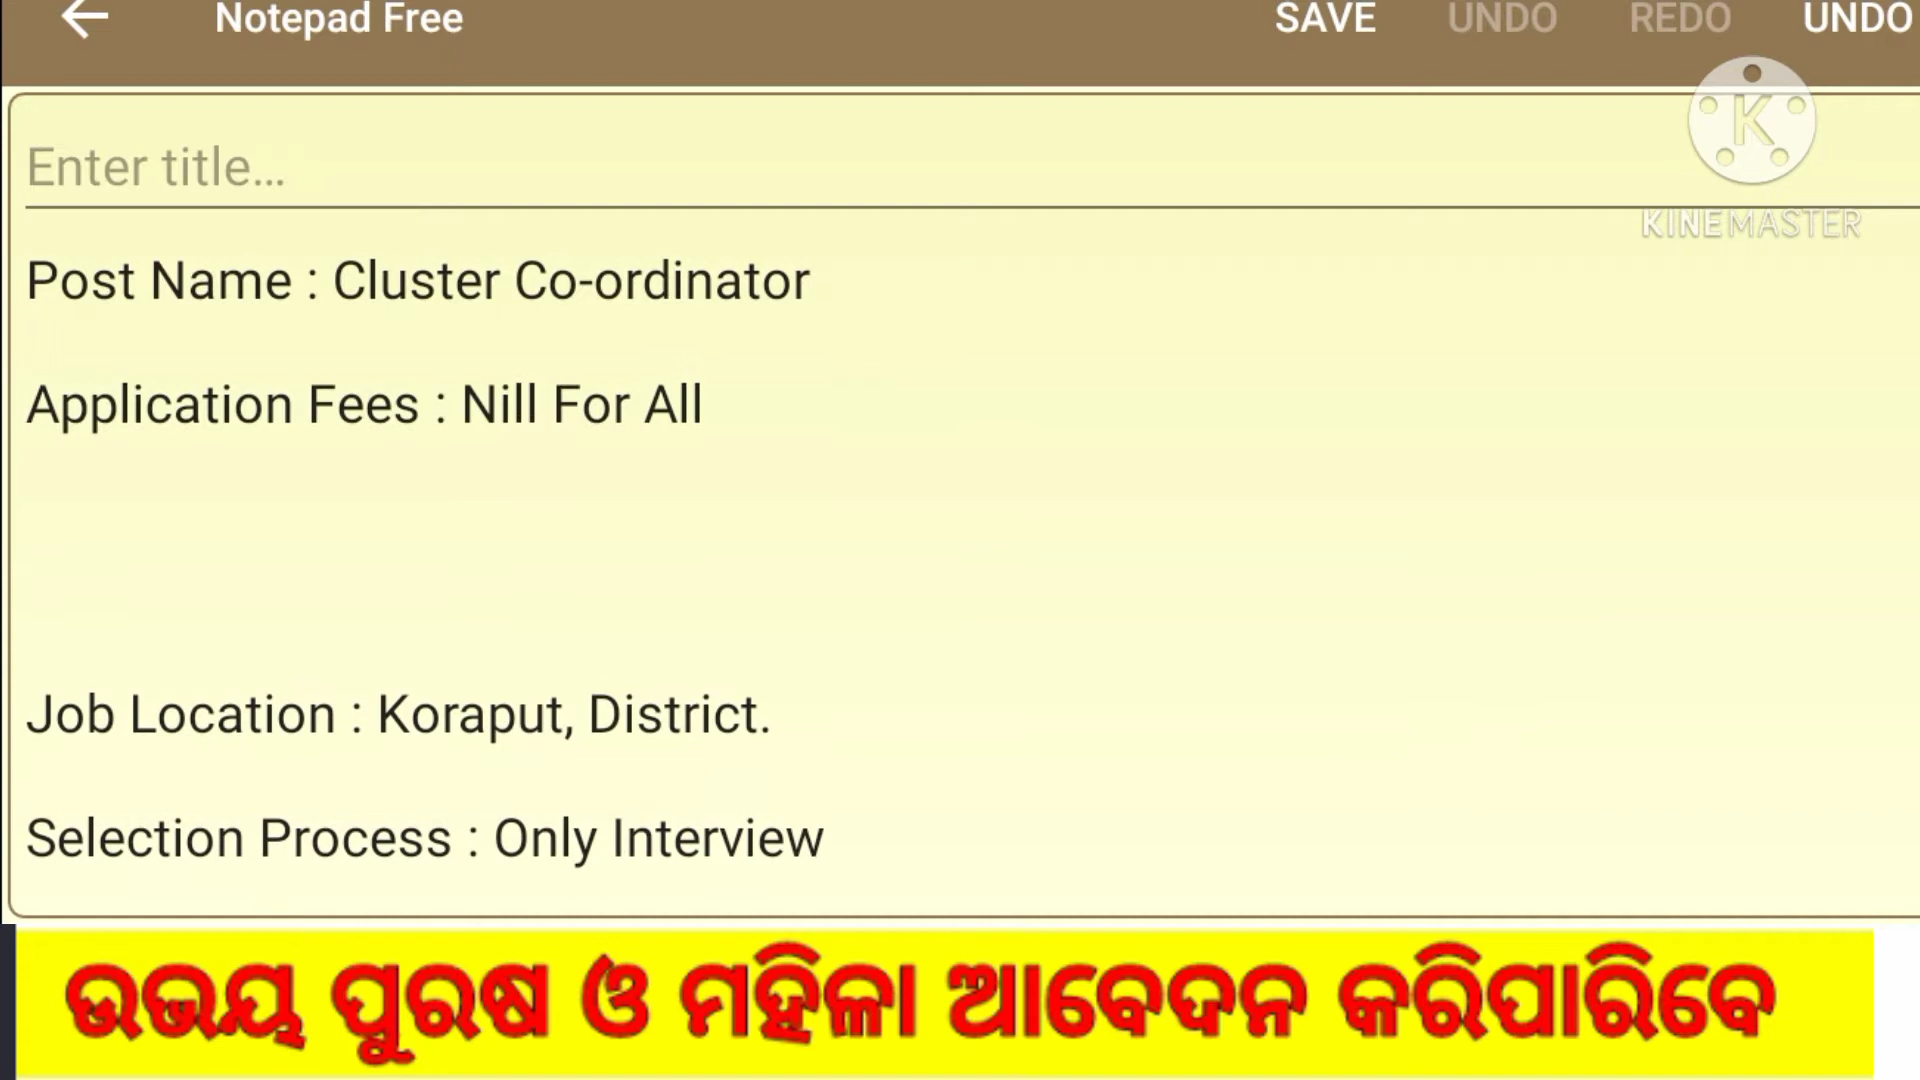 Notepad Free SAVE UNDO REDO UNDO
Enter title...
KINEMASTER
Post Name : Cluster Co-ordinator
Application Fees : Nill For All
Job Location : Koraput, District.
Selection Process : Only Interview
ଉଭୟ ପୁରଷ ଓ ମହିଳା ଆବେଦନ କରିପାରିବେ